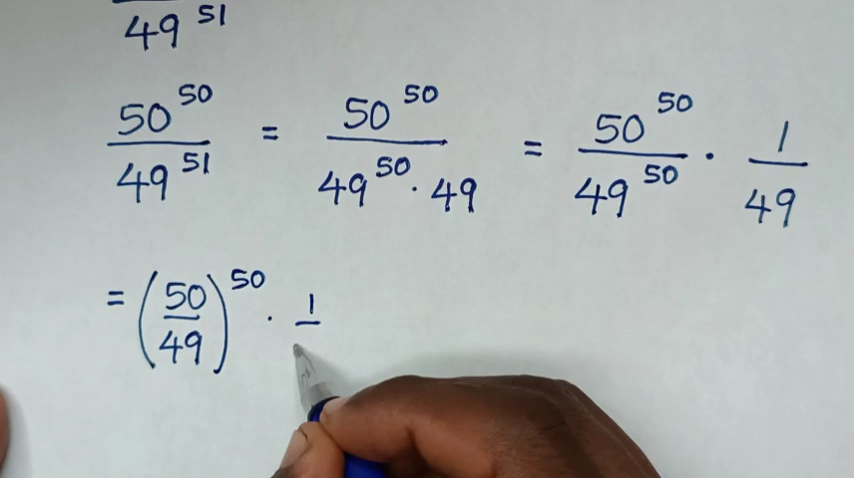 49^51
50^50 / 49^51 = 50^50 / 49^50 · 49 = 50^50 / 49^50 · 1 / 49
= (50 / 49)^50 · 1 /